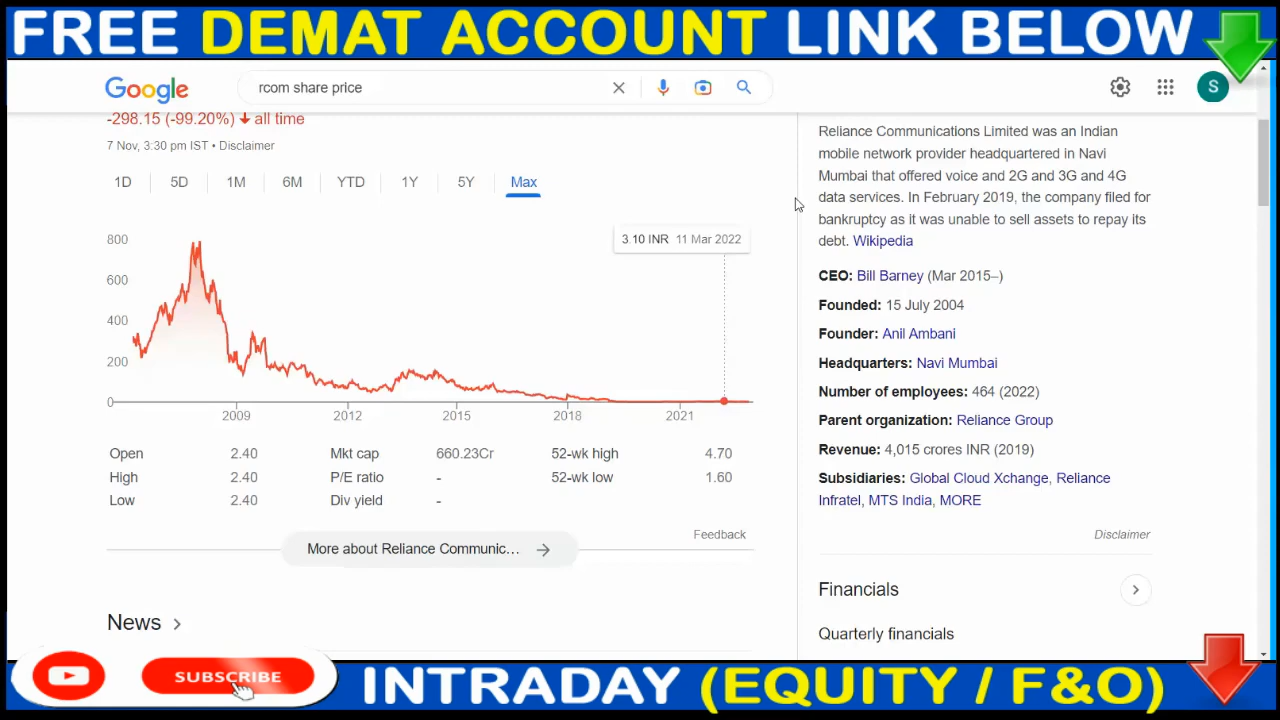 FREE DEMAT ACCOUNT LINK BELOW
Google
rcom share price
S
-298.15 (-99.20%) all time
7 Nov, 3:30 pm IST • Disclaimer
1D 5D 1M 6M YTD 1Y 5Y Max
3.10 INR 11 Mar 2022
800
600
400
200
0
2009 2012 2015 2018 2021
Open 2.40 Mkt cap 660.23Cr 52-wk high 4.70
High 2.40 P/E ratio - 52-wk low 1.60
Low 2.40 Div yield -
Feedback
More about Reliance Communic...
News
Reliance Communications Limited was an Indian
mobile network provider headquartered in Navi
Mumbai that offered voice and 2G and 3G and 4G
data services. In February 2019, the company filed for
bankruptcy as it was unable to sell assets to repay its
debt. Wikipedia
CEO: Bill Barney (Mar 2015–)
Founded: 15 July 2004
Founder: Anil Ambani
Headquarters: Navi Mumbai
Number of employees: 464 (2022)
Parent organization: Reliance Group
Revenue: 4,015 crores INR (2019)
Subsidiaries: Global Cloud Xchange, Reliance
Infratel, MTS India, MORE
Disclaimer
Financials
Quarterly financials
SUBSCRIBE
INTRADAY (EQUITY / F&O)